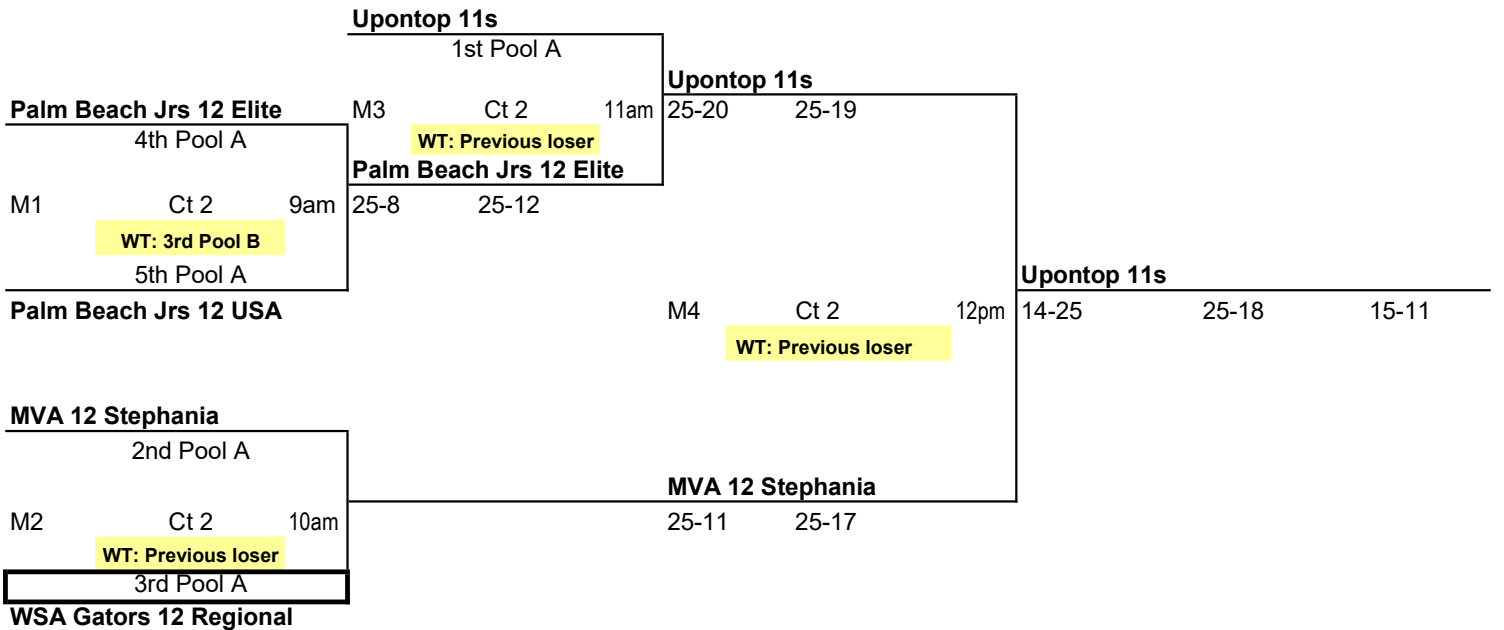 Upontop 11s
1st Pool A
Upontop 11s
Palm Beach Jrs 12 Elite M3 Ct 2 11am 25-20 25-19
4th Pool A WT: Previous loser
Palm Beach Jrs 12 Elite
M1 Ct 2 9am 25-8 25-12
WT: 3rd Pool B
5th Pool A Upontop 11s
Palm Beach Jrs 12 USA M4 Ct 2 12pm 14-25 25-18 15-11
WT: Previous loser
MVA 12 Stephania
2nd Pool A
MVA 12 Stephania
M2 Ct 2 10am 25-11 25-17
WT: Previous loser
3rd Pool A
WSA Gators 12 Regional